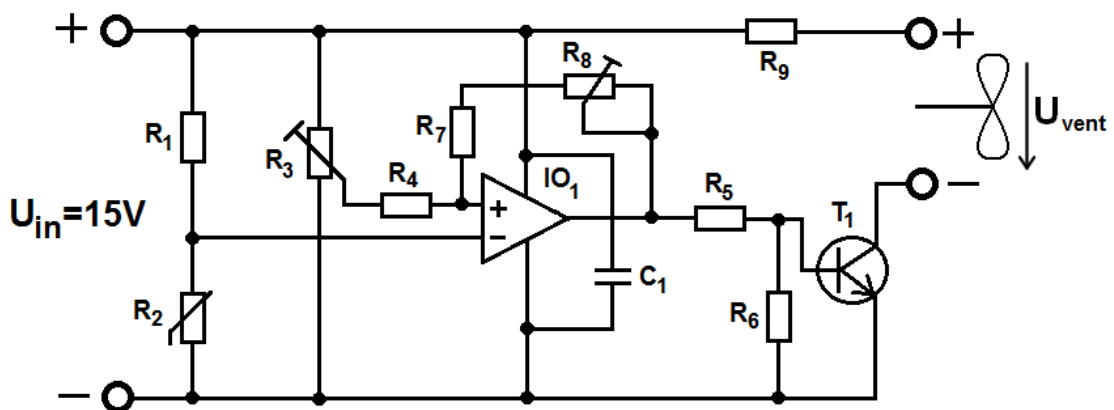 +
R8
+
R9
Uvent
R1
R7
R3
R4
IO1
Uin=15V
+
R5
−
−
T1
C1
R2
R6
−